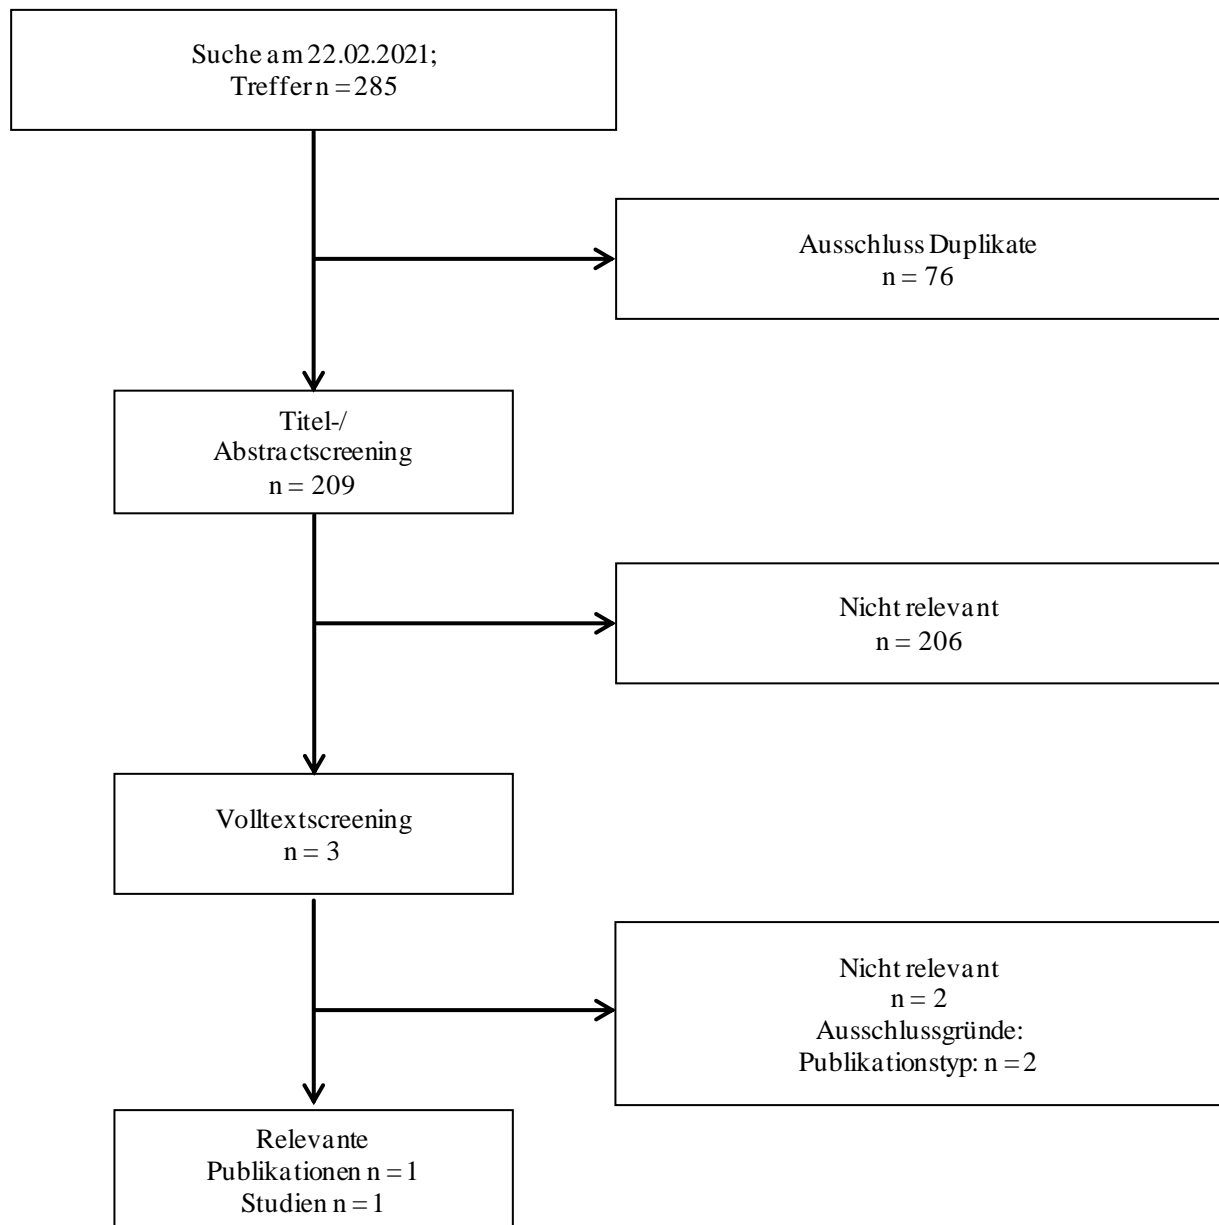 Suche am 22.02.2021;
Treffer n = 285
Ausschluss Duplikate
n = 76
Titel-/
Abstractscreening
n = 209
Nicht relevant
n = 206
Volltextscreening
n = 3
Nicht relevant
n = 2
Ausschlussgründe:
Publikationstyp: n = 2
Relevante
Publikationen n = 1
Studien n = 1